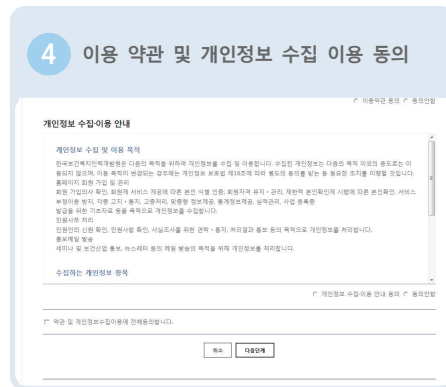 4 이용 약관 및 개인정보 수집 이용 동의
이용약관 동의 동의안함
개인정보 수집·이용 안내
개인정보 수집 및 이용 목적
한국보건복지인력개발원은 다음의 목적을 위하여 개인정보를 수집 및 이용합니다. 수집된 개인정보는 다음의 목적 이외의 용도로는 이
용되지 않으며, 이용 목적이 변경되는 경우에는 개인정보 보호법 제18조에 따라 별도의 동의를 받는 등 필요한 조치를 이행할 것입니다.
홈페이지 회원 가입 및 관리
회원 가입의사 확인, 회원제 서비스 제공에 따른 본인 식별 인증, 회원자격 유지·관리, 제한적 본인확인제 시행에 따른 본인확인, 서비스
부정이용 방지, 각종 고지·통지, 고충처리, 맞춤형 정보제공, 통계정보제공, 실적관리, 사업 등록증
발급을 위한 기초자료 등을 목적으로 개인정보를 수집합니다.
민원사무 처리
민원인의 신원 확인, 민원사항 확인, 사실조사를 위한 연락·통지, 처리결과 통보 등의 목적으로 개인정보를 처리합니다.
홍보메일 발송
세미나 및 보건산업 홍보, 뉴스레터 등의 메일 발송의 목적을 위해 개인정보를 처리합니다.
수집하는 개인정보 항목
개인정보 수집·이용 안내 동의 동의안함
약관 및 개인정보수집이용에 전체동의합니다.
취소 다음단계